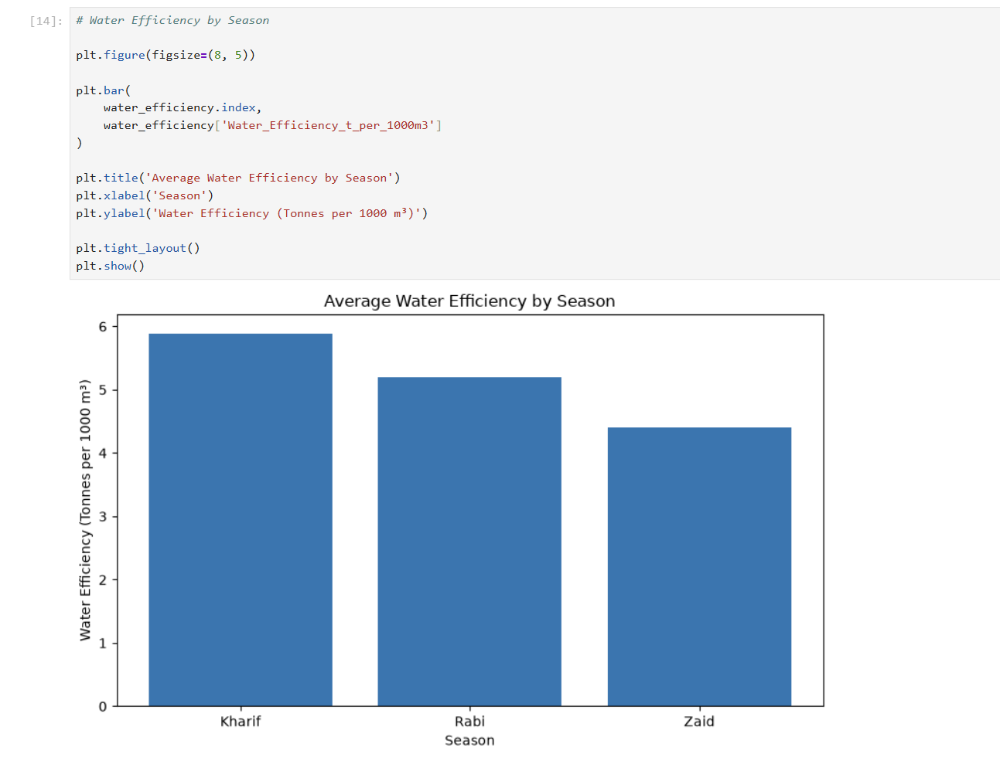 [14]:
# Water Efficiency by Season
plt.figure(figsize=(8, 5))
plt.bar(
    water_efficiency.index,
    water_efficiency['Water_Efficiency_t_per_1000m3']
)
plt.title('Average Water Efficiency by Season')
plt.xlabel('Season')
plt.ylabel('Water Efficiency (Tonnes per 1000 m³)')
plt.tight_layout()
plt.show()
Average Water Efficiency by Season
Water Efficiency (Tonnes per 1000 m³)
6
5
4
3
2
1
0
Kharif Rabi Zaid
Season